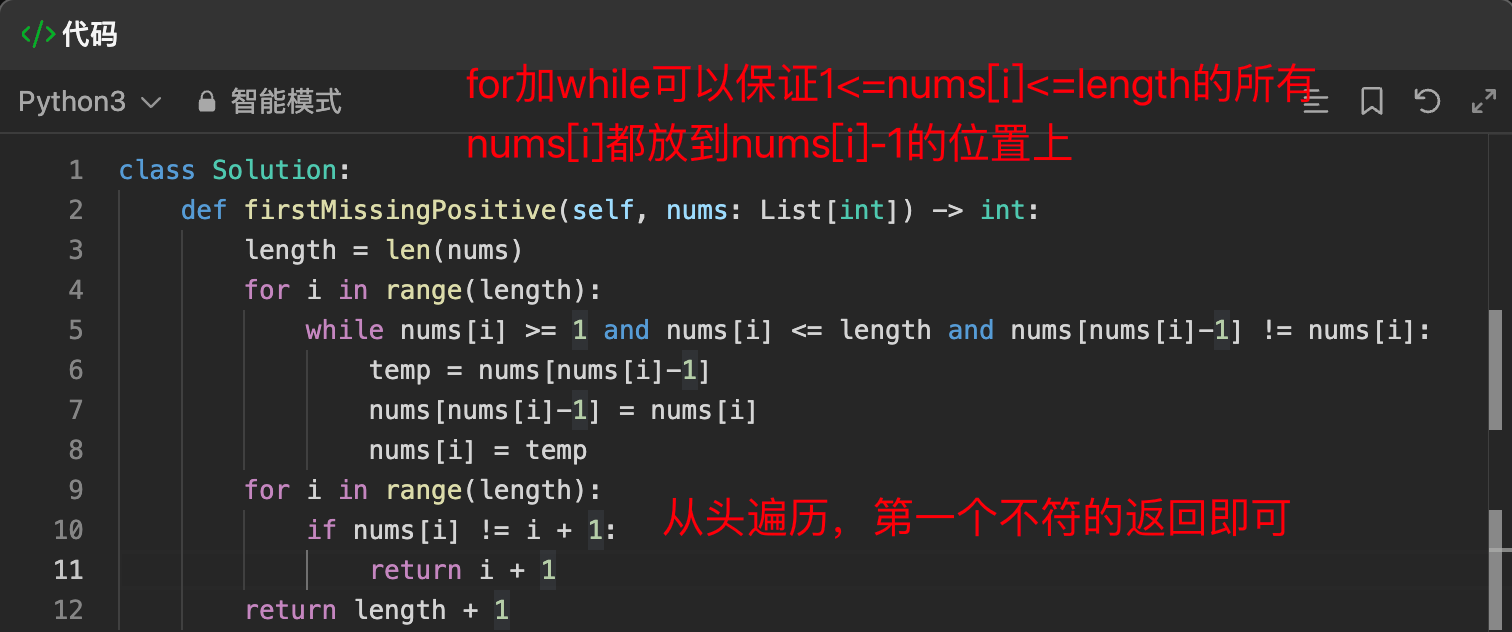 </> 代码
for加while可以保证1<=nums[i]<=length的所有
Python3 智能模式
nums[i]都放到nums[i]-1的位置上
1 class Solution:
2 def firstMissingPositive(self, nums: List[int]) -> int:
3 length = len(nums)
4 for i in range(length):
5 while nums[i] >= 1 and nums[i] <= length and nums[nums[i]-1] != nums[i]:
6 temp = nums[nums[i]-1]
7 nums[nums[i]-1] = nums[i]
8 nums[i] = temp
9 for i in range(length):
10 if nums[i] != i + 1:
从头遍历，第一个不符的返回即可
11 return i + 1
12 return length + 1